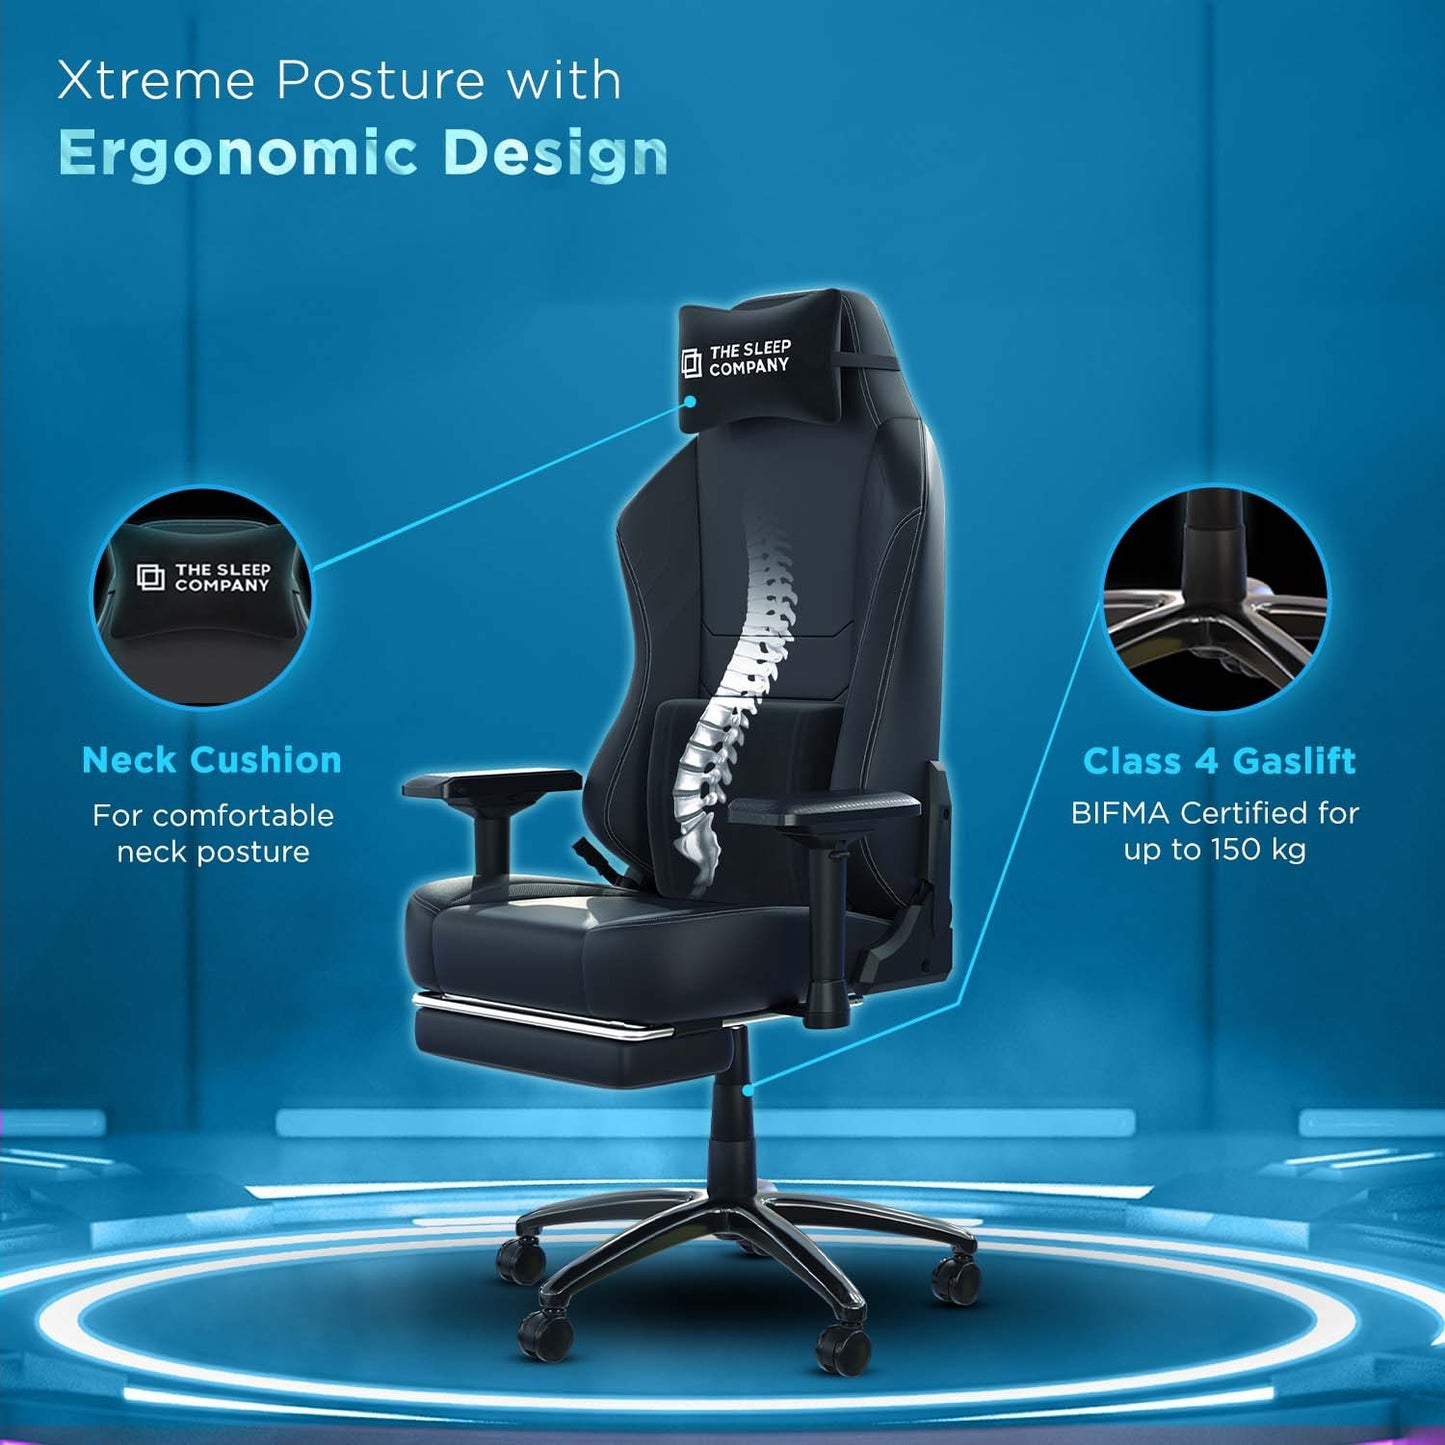 Xtreme Posture with
Ergonomic Design
THE SLEEP
COMPANY
THE SLEEP
COMPANY
Neck Cushion
For comfortable
neck posture
Class 4 Gaslift
BIFMA Certified for
up to 150 kg